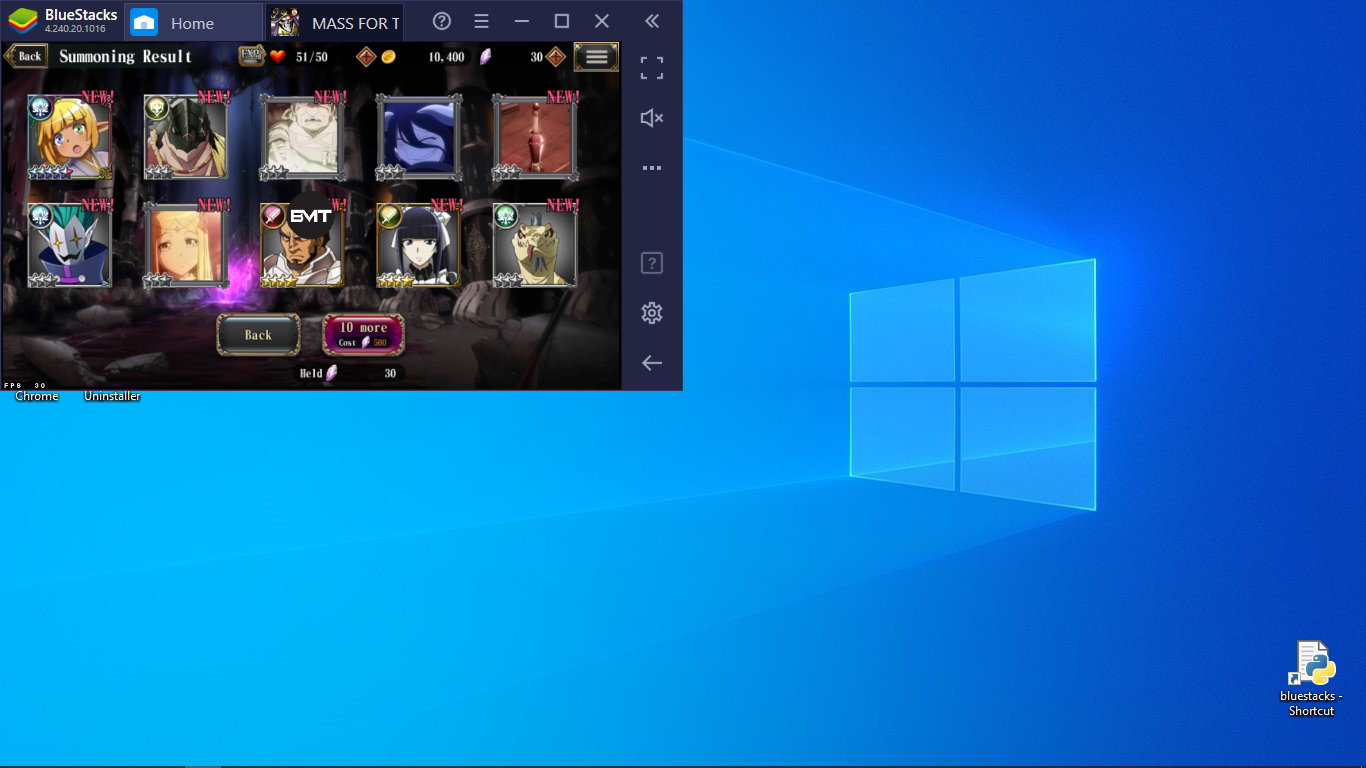 BlueStacks
4.240.20.1016
Home
MASS FOR T
Back
Summoning Result
EXP
51/50
10,400
30
NEW!
NEW!
NEW!
NEW!
NEW!
NEW!
NEW!
NEW!
NEW!
BMT
Back
10 more
Cost
500
Held
30
FPS 30
Chrome
Uninstaller
bluestacks -
Shortcut